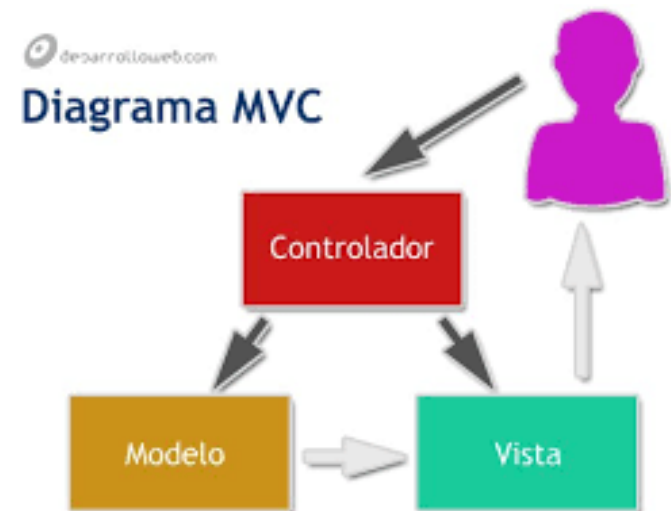 desarrolloweb.com
Diagrama MVC
Controlador
Modelo
Vista